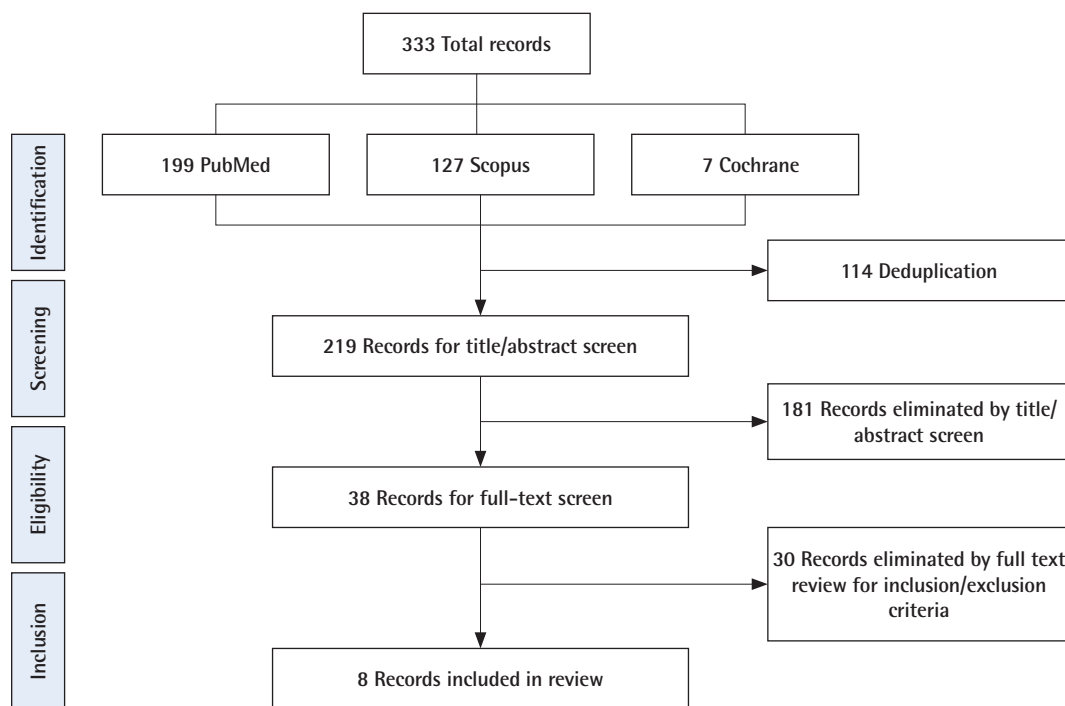 333 Total records
Identification
199 PubMed
127 Scopus
7 Cochrane
114 Deduplication
Screening
219 Records for title/abstract screen
181 Records eliminated by title/
abstract screen
Eligibility
38 Records for full-text screen
30 Records eliminated by full text
review for inclusion/exclusion
criteria
Inclusion
8 Records included in review